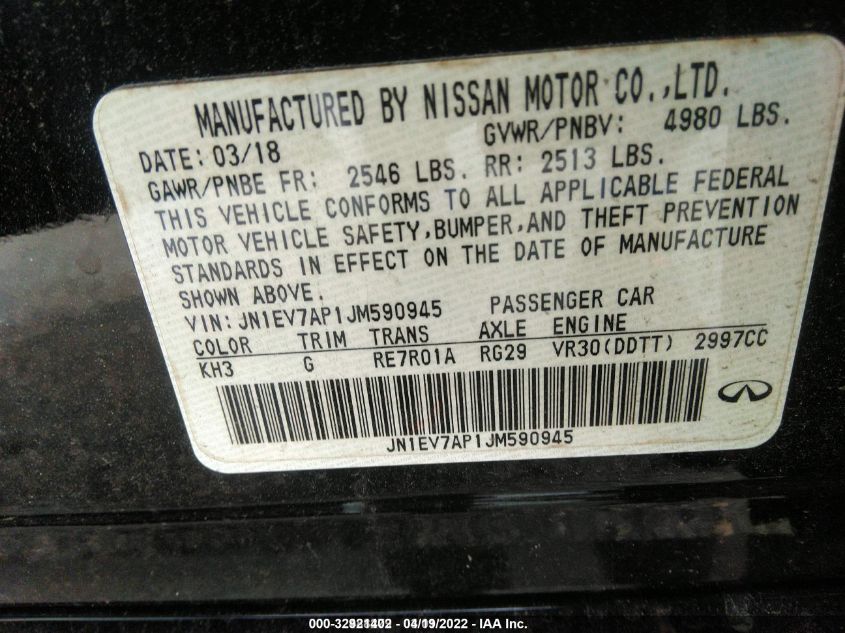 MANUFACTURED BY NISSAN MOTOR CO.,LTD.
DATE: 03/18 GVWR/PNBV: 4980 LBS.
GAWR/PNBE FR: 2546 LBS. RR: 2513 LBS.
THIS VEHICLE CONFORMS TO ALL APPLICABLE FEDERAL
MOTOR VEHICLE SAFETY,BUMPER,AND THEFT PREVENTION
STANDARDS IN EFFECT ON THE DATE OF MANUFACTURE
SHOWN ABOVE.
VIN:JN1EV7AP1JM590945 PASSENGER CAR
COLOR TRIM TRANS AXLE ENGINE
KH3 G RE7R01A RG29 VR30(DDTT) 2997CC
JN1EV7AP1JM590945
04/19/2022 - IAA Inc.